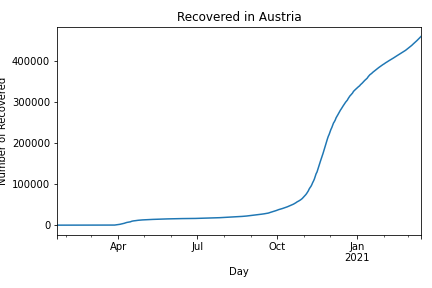 Recovered in Austria
Number of Recovered
400000
300000
200000
100000
0
Apr
Jul
Oct
Jan
2021
Day